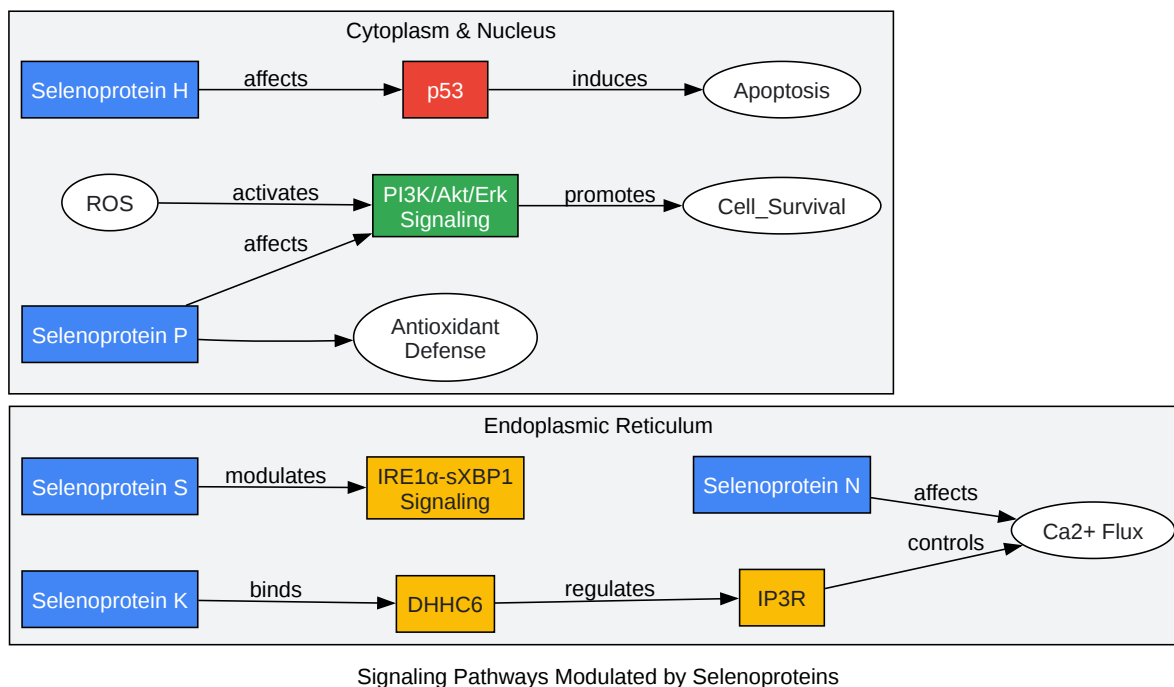 Cytoplasm & Nucleus
Selenoprotein H
affects
p53
induces
Apoptosis
ROS
activates
PI3K/Akt/Erk
Signaling
promotes
Cell_Survival
affects
Selenoprotein P
Antioxidant
Defense
Endoplasmic Reticulum
Selenoprotein S
modulates
IRE1α-sXBP1
Signaling
Selenoprotein N
affects
Ca2+ Flux
controls
Selenoprotein K
binds
DHHC6
regulates
IP3R
Signaling Pathways Modulated by Selenoproteins